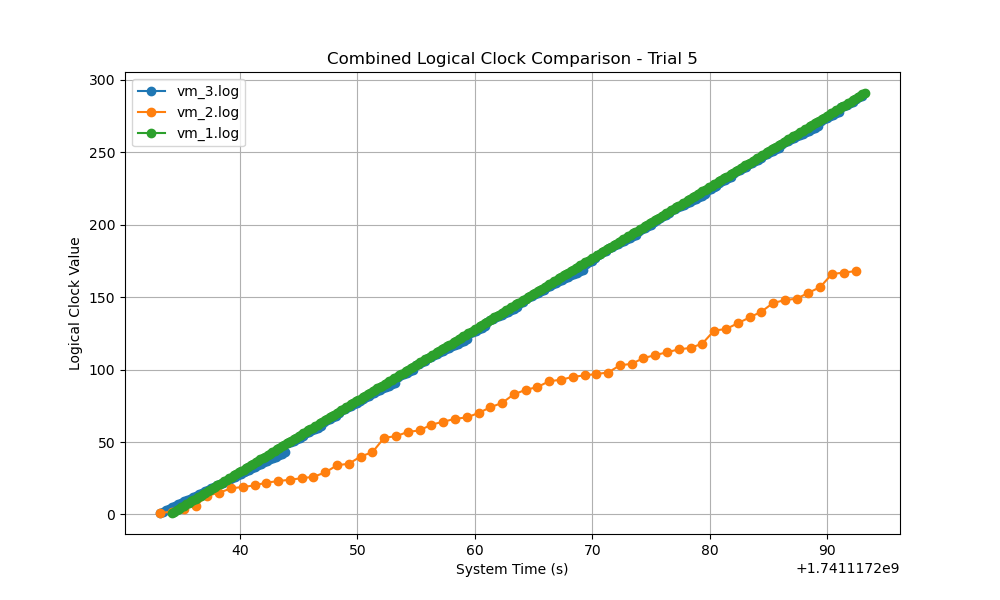 Combined Logical Clock Comparison - Trial 5
vm_3.log
vm_2.log
vm_1.log
Logical Clock Value
300
250
200
150
100
50
0
40 50 60 70 80 90
System Time (s)
+1.7411172e9